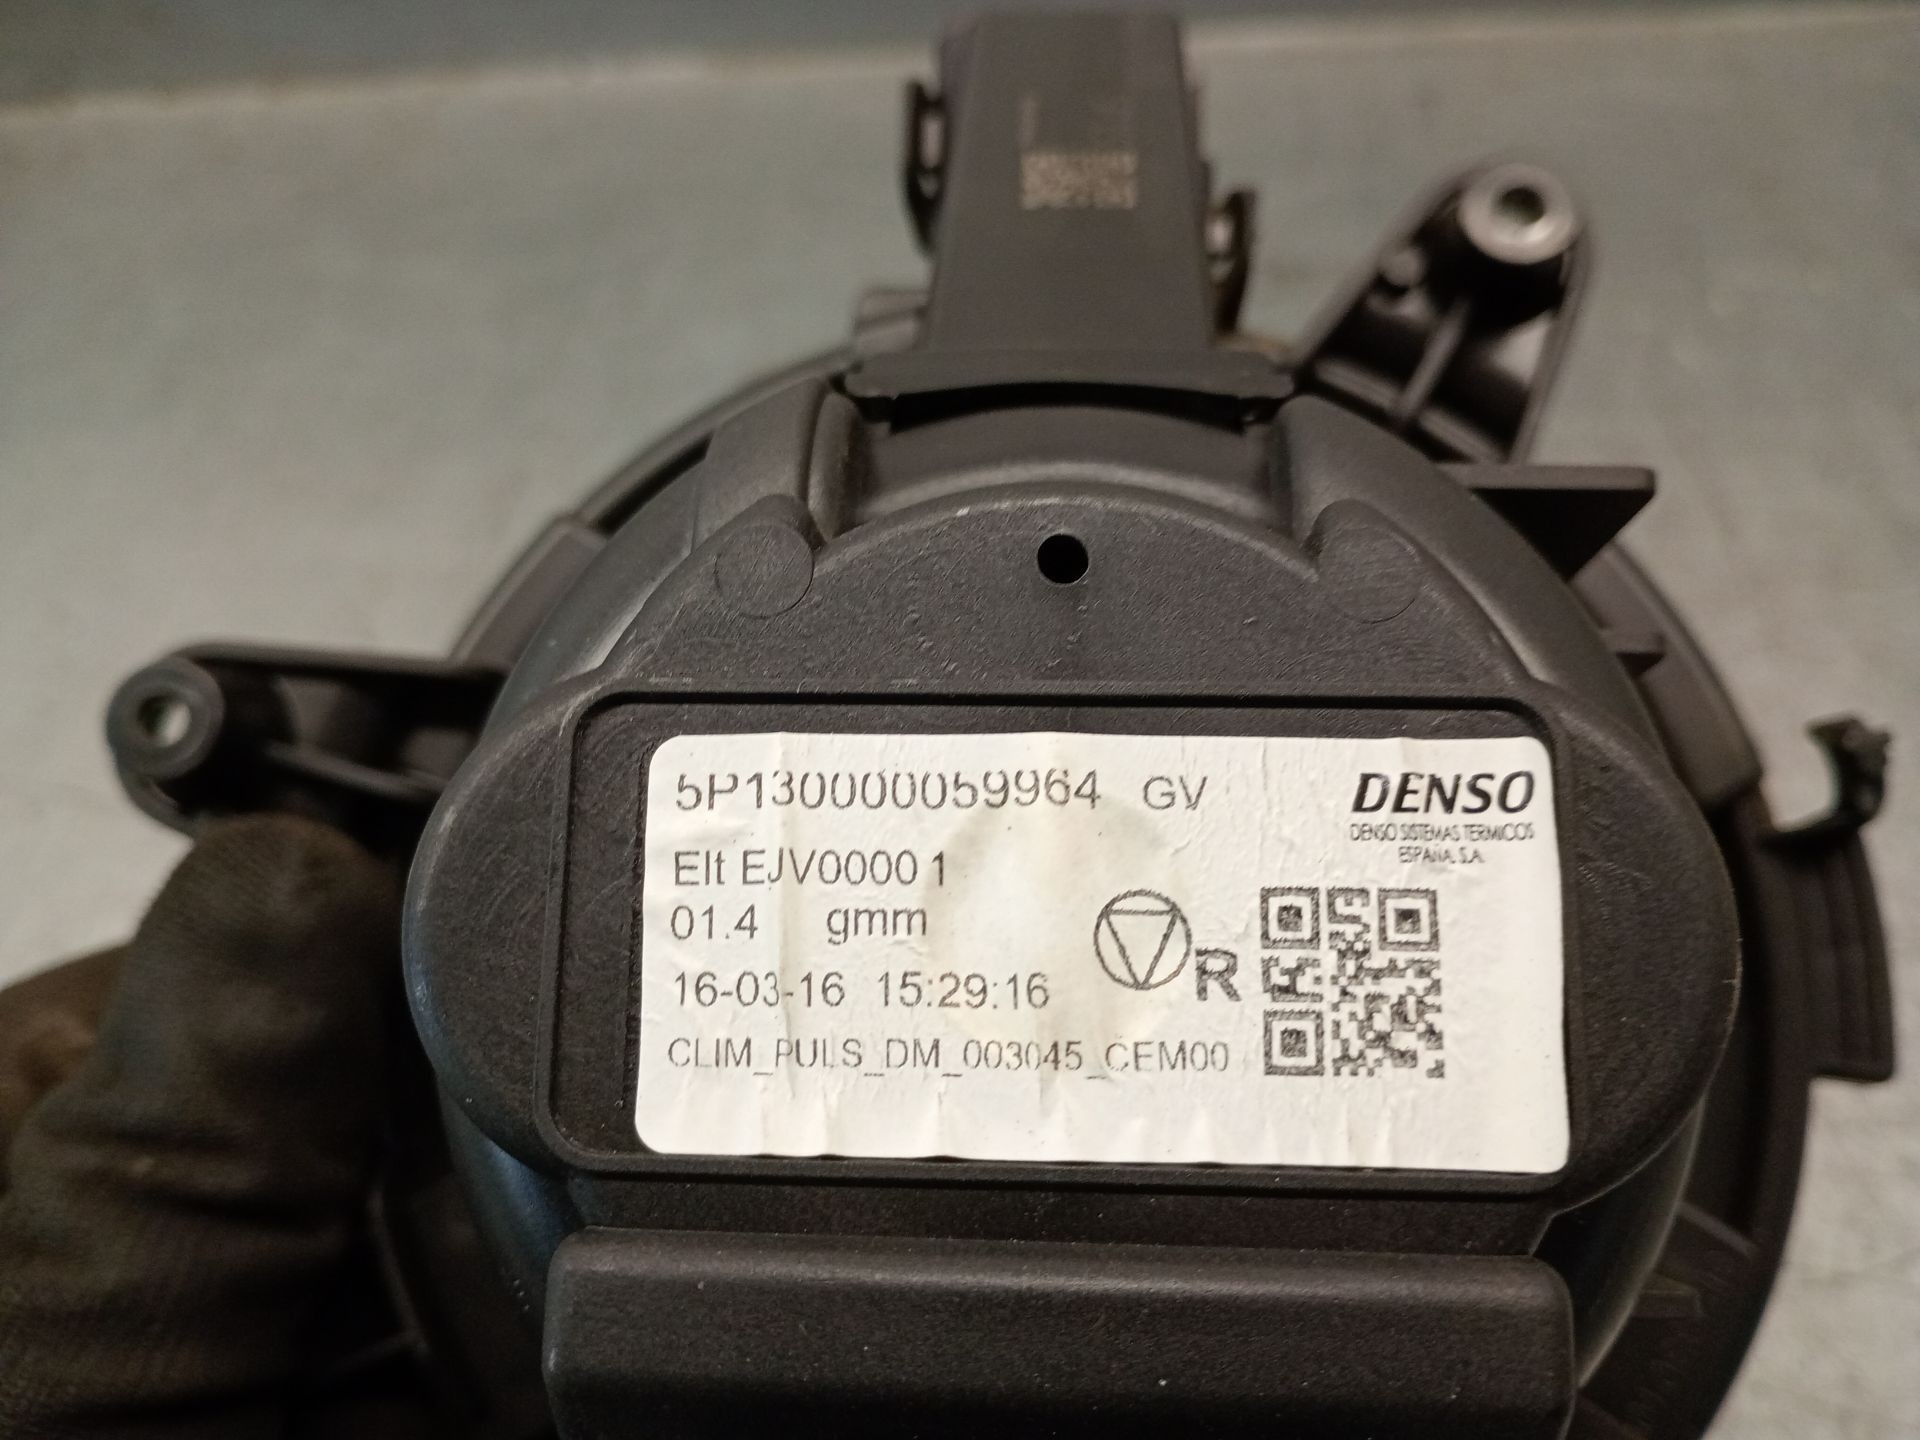 5P1300000059964 GV
DENSO
DENSO SISTEMAS TERMICOS
ESPAÑA, S.A.
Elt EJV0000 1
01.4 gmm
R
16-03-16 15:29:16
CLIM_PULS_DM_003045_CEM00